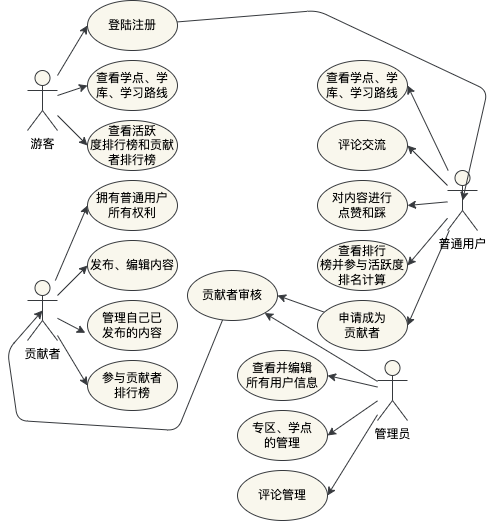 登陆注册
查看学点、学
库、学习路线
查看活跃
度排行榜和贡献
者排行榜
游客
查看学点、学
库、学习路线
评论交流
对内容进行
点赞和踩
查看排行
榜并参与活跃度
排名计算
申请成为
贡献者
普通用户
拥有普通用户
所有权利
发布、编辑内容
管理自己已
发布的内容
参与贡献者
排行榜
贡献者
贡献者审核
查看并编辑
所有用户信息
专区、学点
的管理
评论管理
管理员